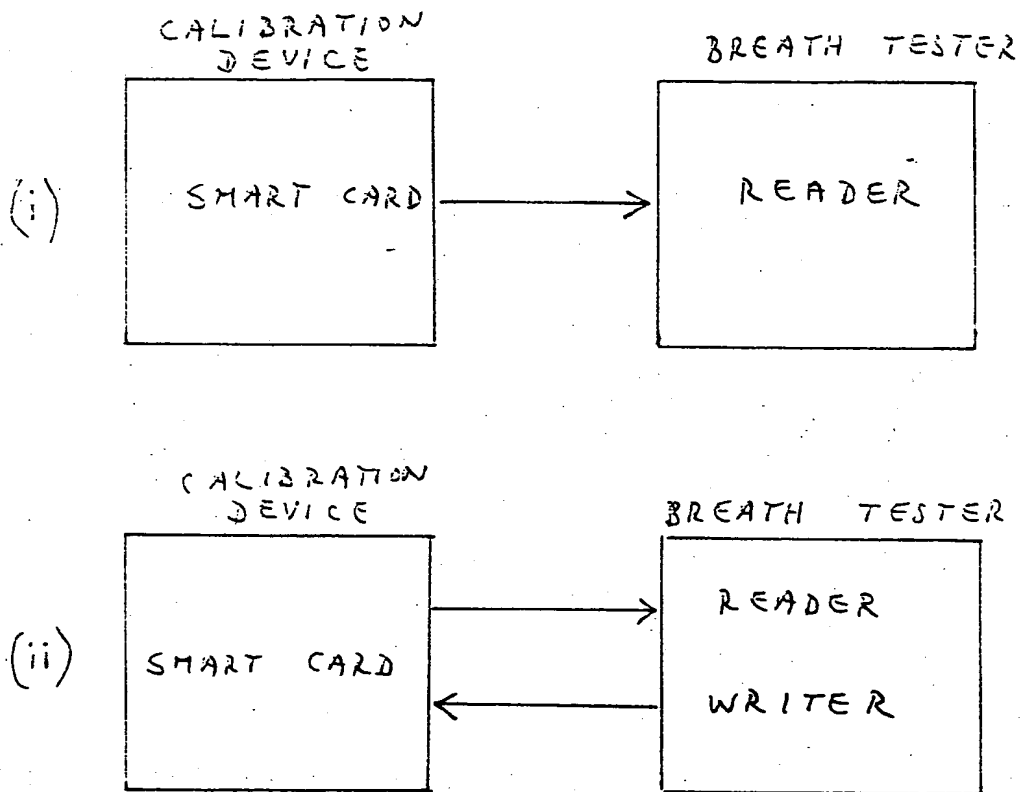 CALIBRATION
DEVICE
BREATH TESTER
(i)
SMART CARD
READER
CALIBRATION
DEVICE
BREATH TESTER
(ii)
READER
SMART CARD
WRITER